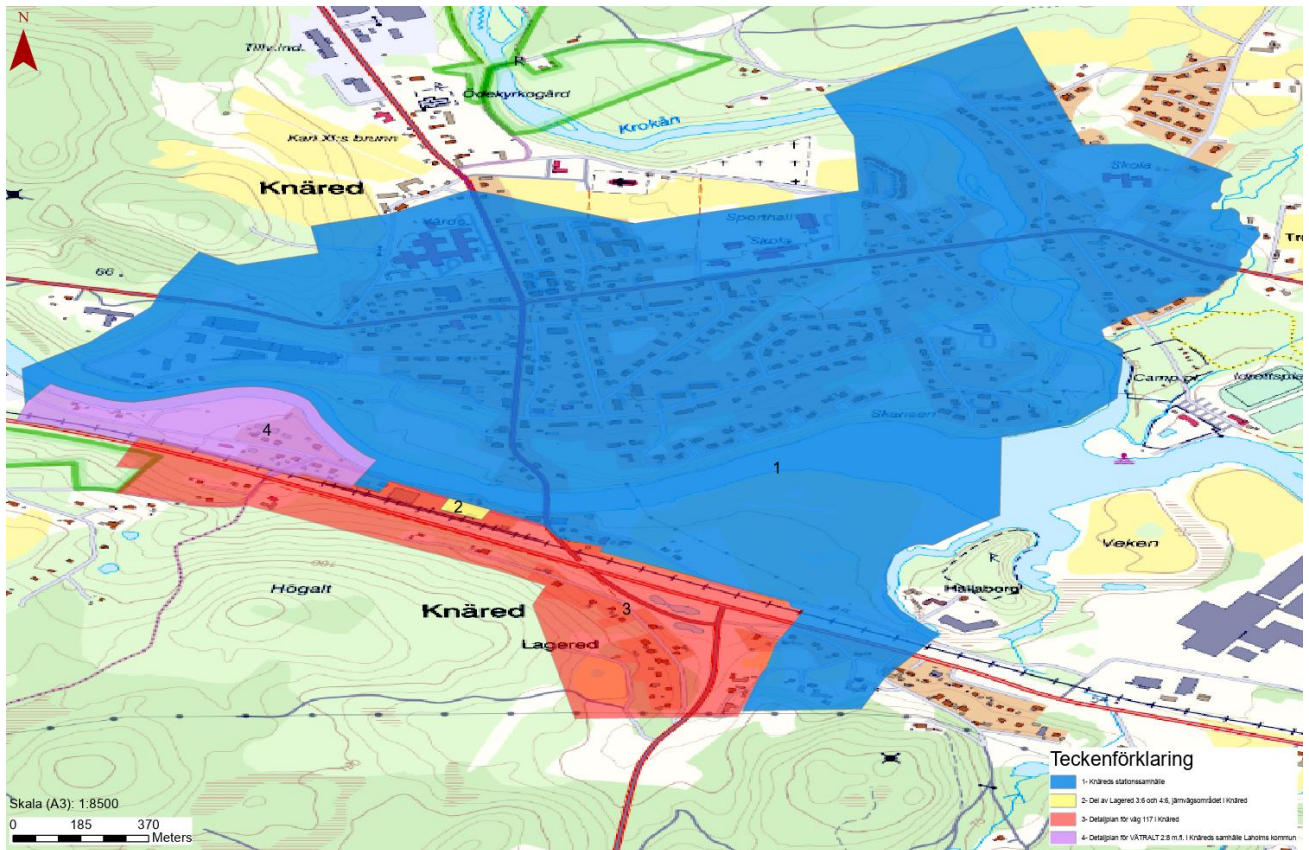 N
Tillv.ind.
R
Ödekyrkogård
R
Krokån
Karl XI:s brunn
Knäred
Skola
Vårdc
Sporthall
Skola
66
Camp.pl.
Idrottspla
Skansen
4
1
2
Veken
R
Hällaborg
Högalt
100
Knäred
3
Lagered
Teckenförklaring
1- Knäreds stationssamhälle
2- Del av Lagered 3:6 och 4:6, järnvägsområdet i Knäred
3- Detaljplan för väg 117 i Knäred
4- Detaljplan för VÄTRALT 2:8 m.fl. i Knäreds samhälle Laholms kommun
Skala (A3): 1:8500
0 185 370
Meters